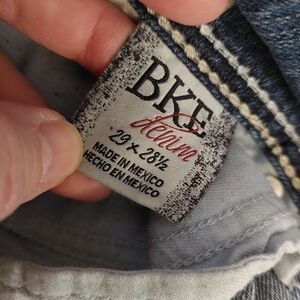 BKE
denim
29 x 28½
MADE IN MEXICO
HECHO EN MEXICO